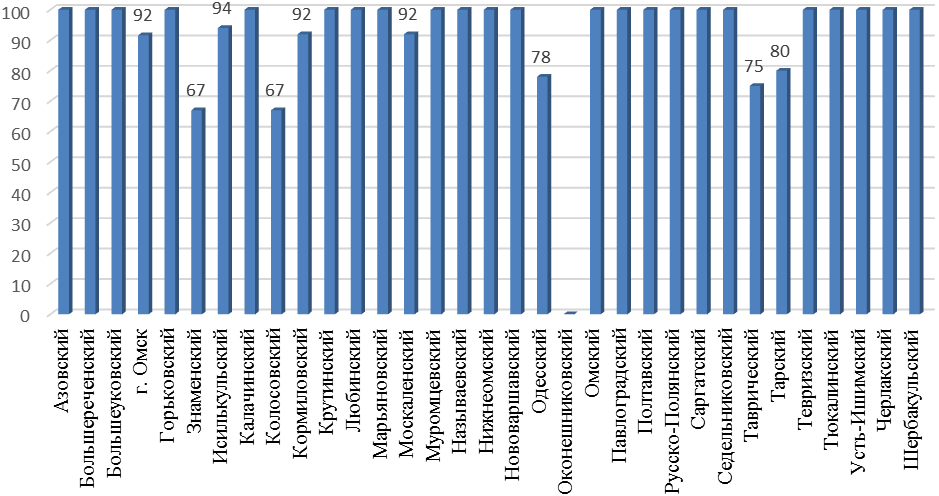 100
90
80
70
60
50
40
30
20
10
0
92
67
94
67
92
92
78
75
80
Азовский
Большереченский
Большеуковский
г. Омск
Горьковский
Знаменский
Исилькульский
Калачинский
Колосовский
Кормиловский
Крутинский
Любинский
Марьяновский
Москаленский
Муромцевский
Называевский
Нижнеомский
Нововаршавский
Одесский
Оконешниковский
Омский
Павлоградский
Полтавский
Русско-Полянский
Саргатский
Седельниковский
Таврический
Тарский
Тевризский
Тюкалинский
Усть-Ишимский
Черлакский
Шербакульский